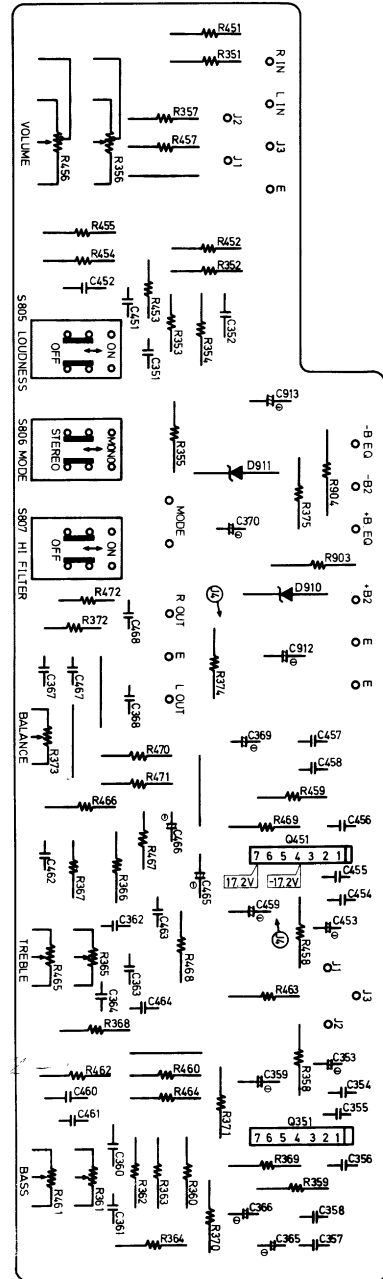 R451
R351
R IN
L IN
J3
E
J2
J1
R357
R457
R456
R356
VOLUME
R455
R454
C452
R452
R352
C451
R453
C351
R353
R354
C352
S805 LOUDNESS
ON
OFF
S806 MODE
MONO
STEREO
S807 HI FILTER
ON
OFF
C913
R355
D911
R375
R904
-B EQ
-B2
+B EQ
+B2
E
E
MODE
C370
R903
D910
J4
R472
R372
C468
R OUT
E
L OUT
C368
R374
C912
C367
C467
BALANCE
R373
R470
R471
R466
C369
C457
C458
R459
R469
C456
Q451
7 6 5 4 3 2 1
17.2V
-17.2V
C455
C454
C462
R367
R366
R467
C466
C465
C459
C453
J4
R458
J1
C362
C463
R468
TREBLE
R465
R365
C364
C363
C464
R463
J3
J2
R368
R462
C460
C461
R460
R464
R371
C359
R358
C353
C354
C355
Q351
7 6 5 4 3 2 1
BASS
R461
R361
C360
C361
R362
R363
R360
R370
R364
R369
C356
R359
C366
C358
C365
C357